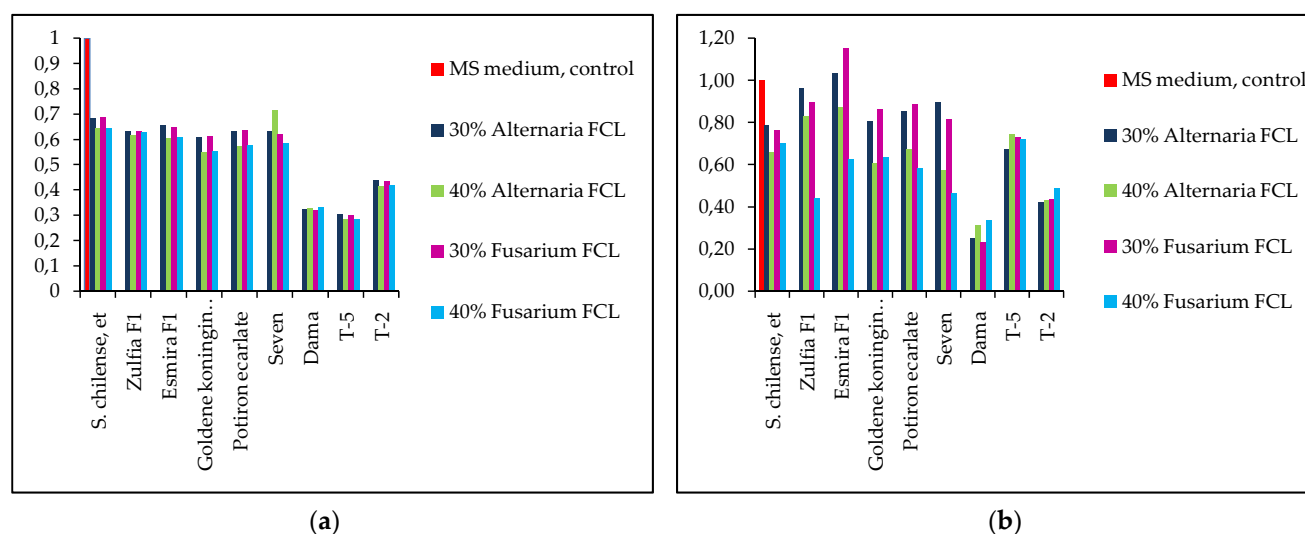 1
0,9
0,8
0,7
0,6
0,5
0,4
0,3
0,2
0,1
0
S. chilense, et
Zulfia F1
Esmira F1
Goldene koningin…
Potiron ecarlate
Seven
Dama
T-5
T-2
MS medium, control
30% Alternaria FCL
40% Alternaria FCL
30% Fusarium FCL
40% Fusarium FCL
(a)
1,20
1,00
0,80
0,60
0,40
0,20
0,00
S. chilense, et
Zulfia F1
Esmira F1
Goldene koningin…
Potiron ecarlate
Seven
Dama
T-5
T-2
MS medium, control
30% Alternaria FCL
40% Alternaria FCL
30% Fusarium FCL
40% Fusarium FCL
(b)